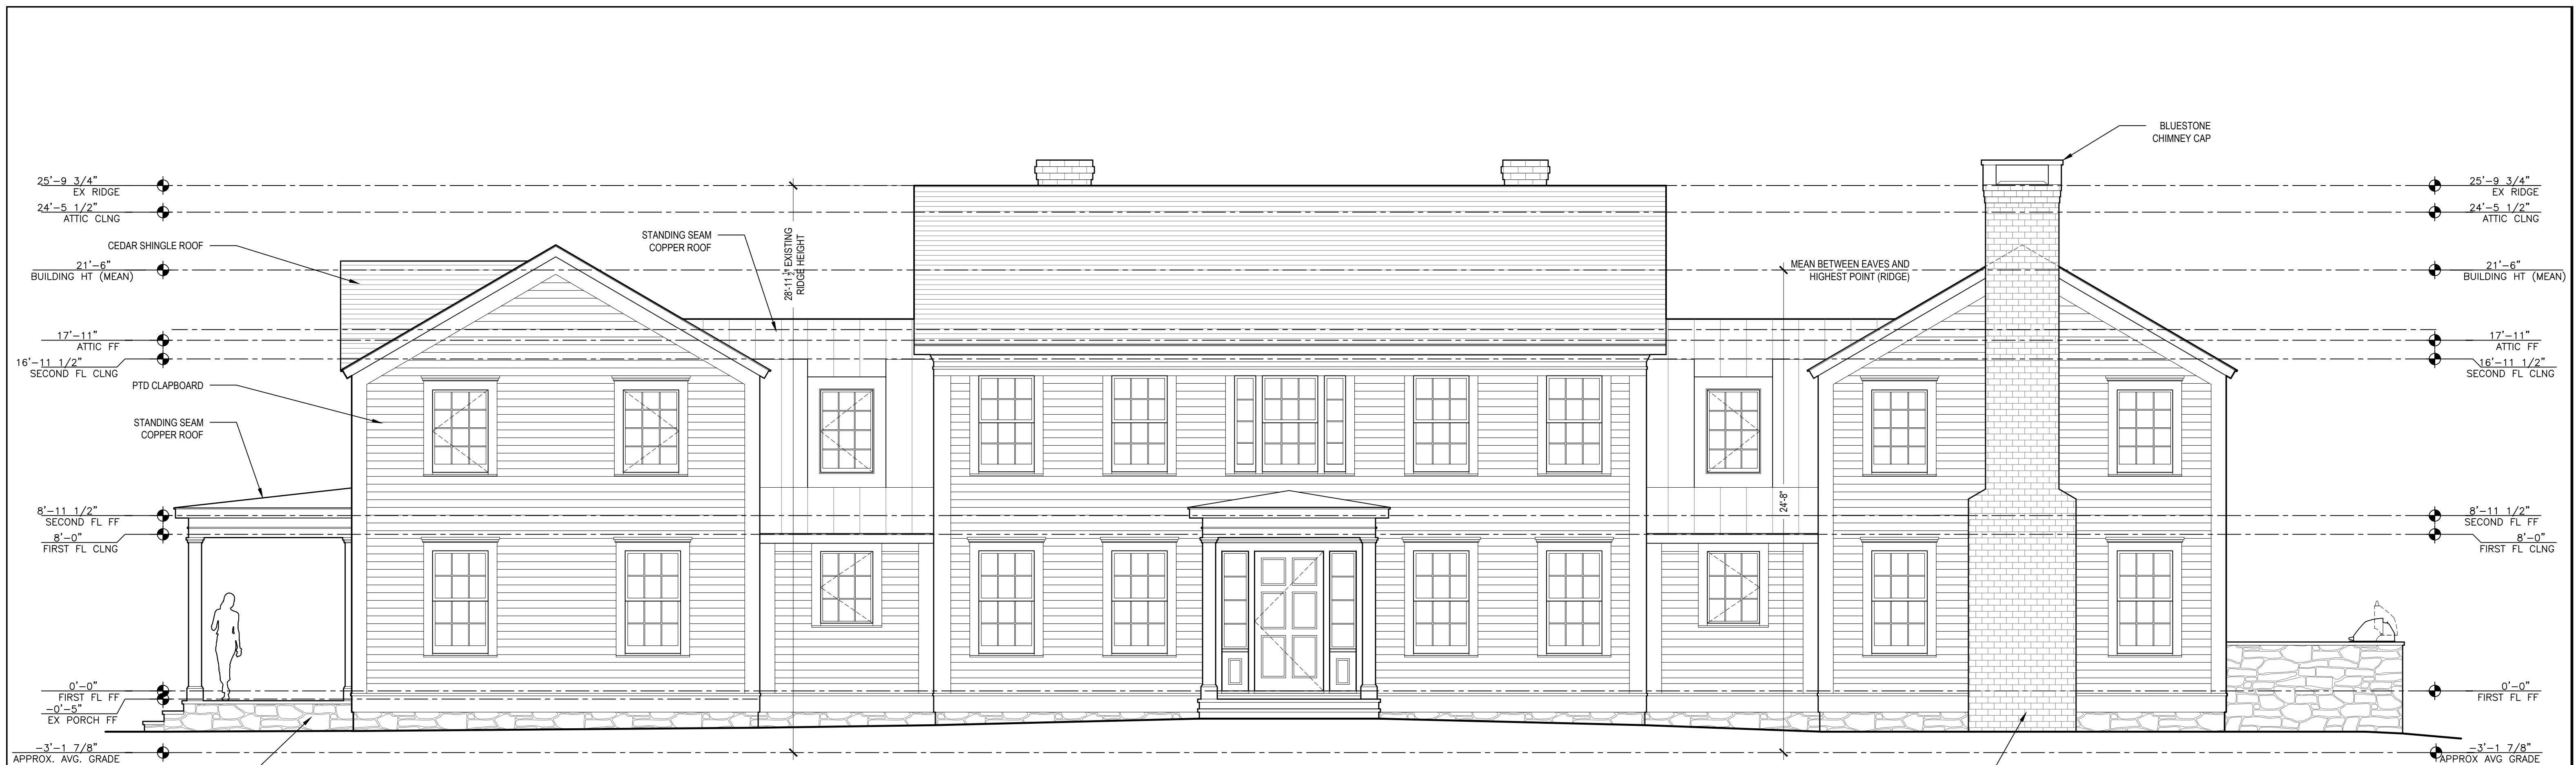 BLUESTONE
CHIMNEY CAP
25'-9 3/4"
EX RIDGE
24'-5 1/2"
ATTIC CLNG
CEDAR SHINGLE ROOF
21'-6"
BUILDING HT (MEAN)
17'-11"
ATTIC FF
16'-11 1/2"
SECOND FL CLNG
PTD CLAPBOARD
STANDING SEAM
COPPER ROOF
8'-11 1/2"
SECOND FL FF
8'-0"
FIRST FL CLNG
0'-0"
FIRST FL FF
-0'-5"
EX PORCH FF
-3'-1 7/8"
APPROX. AVG. GRADE
STANDING SEAM
COPPER ROOF
28'-11 1/2" EXISTING
RIDGE HEIGHT
MEAN BETWEEN EAVES AND
HIGHEST POINT (RIDGE)
24'-8"
25'-9 3/4"
EX RIDGE
24'-5 1/2"
ATTIC CLNG
21'-6"
BUILDING HT (MEAN)
17'-11"
ATTIC FF
16'-11 1/2"
SECOND FL CLNG
8'-11 1/2"
SECOND FL FF
8'-0"
FIRST FL CLNG
0'-0"
FIRST FL FF
-3'-1 7/8"
APPROX AVG GRADE